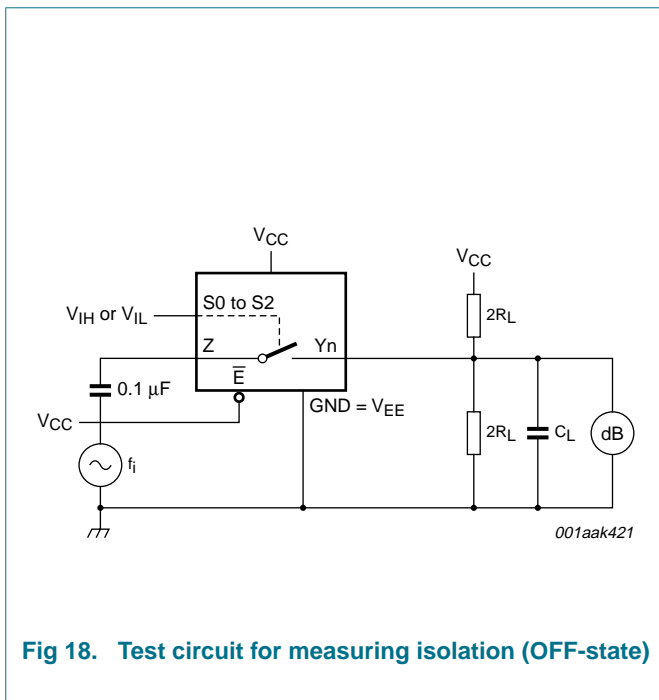 VCC
VCC
S0 to S2
VIH or VIL
2RL
Z
Yn
E̅
0.1 μF
GND = VEE
2RL
CL
dB
VCC
fi
001aak421
Fig 18. Test circuit for measuring isolation (OFF-state)